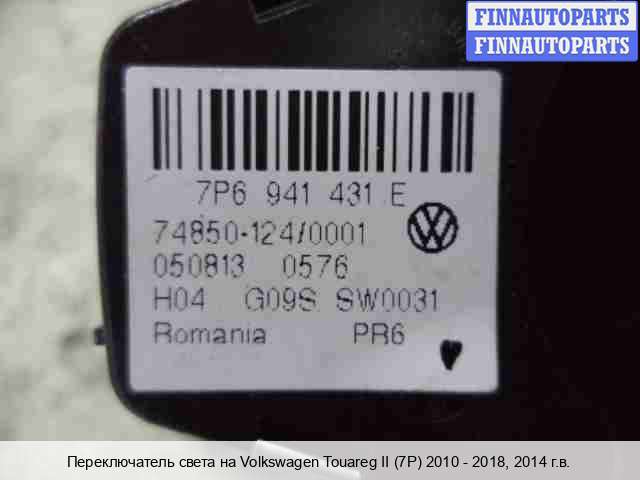 FINNAUTOPARTS
FINNAUTOPARTS
7P6 941 431 E
74850-124/0001
050813 0576
H04 G09S SW0031
Romania PR6
Переключатель света на Volkswagen Touareg II (7P) 2010 - 2018, 2014 г.в.